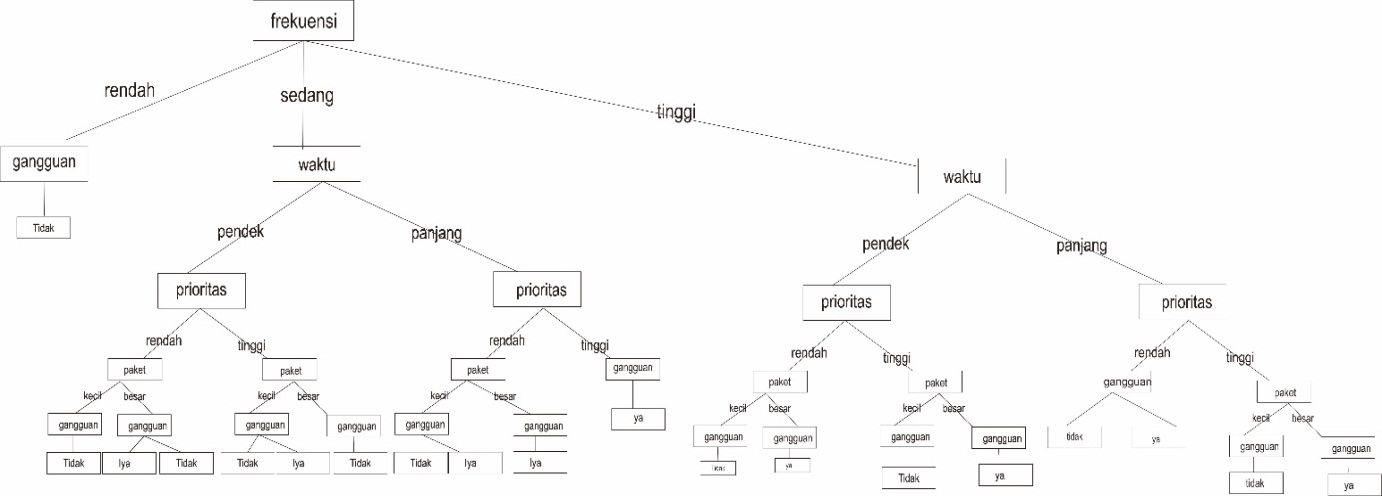 frekuensi
rendah
sedang
tinggi
gangguan
waktu
waktu
Tidak
pendek
panjang
pendek
panjang
prioritas
prioritas
prioritas
prioritas
rendah
tinggi
rendah
tinggi
rendah
tinggi
rendah
tinggi
paket
paket
paket
gangguan
paket
paket
gangguan
paket
kecil
besar
kecil
besar
kecil
besar
ya
kecil
besar
kecil
besar
tidak
ya
kecil
besar
gangguan
gangguan
gangguan
gangguan
gangguan
gangguan
gangguan
gangguan
gangguan
gangguan
gangguan
gangguan
Tidak
Iya
Tidak
Tidak
Iya
Tidak
Tidak
Iya
Iya
Tidak
ya
Tidak
ya
tidak
ya